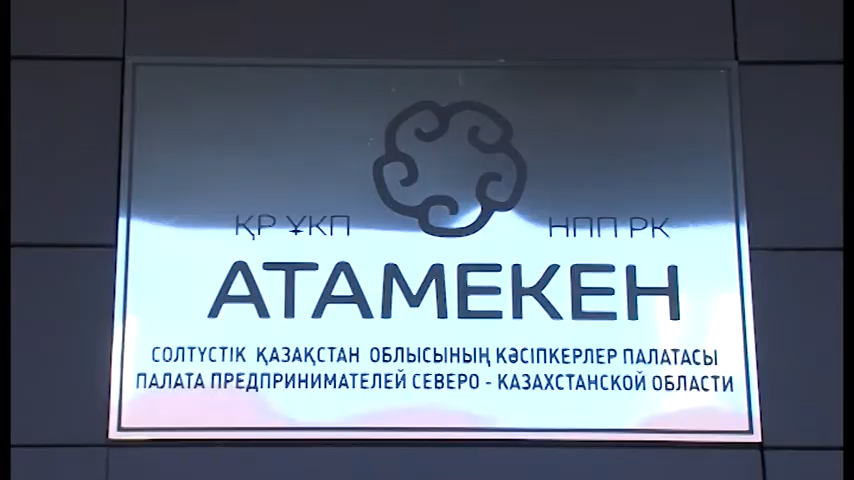 ҚР ҰКП НПП РК
АТАМЕКЕН
СОЛТҮСТІК ҚАЗАҚСТАН ОБЛЫСЫНЫҢ КӘСІПКЕРЛЕР ПАЛАТАСЫ
ПАЛАТА ПРЕДПРИНИМАТЕЛЕЙ СЕВЕРО - КАЗАХСТАНСКОЙ ОБЛАСТИ